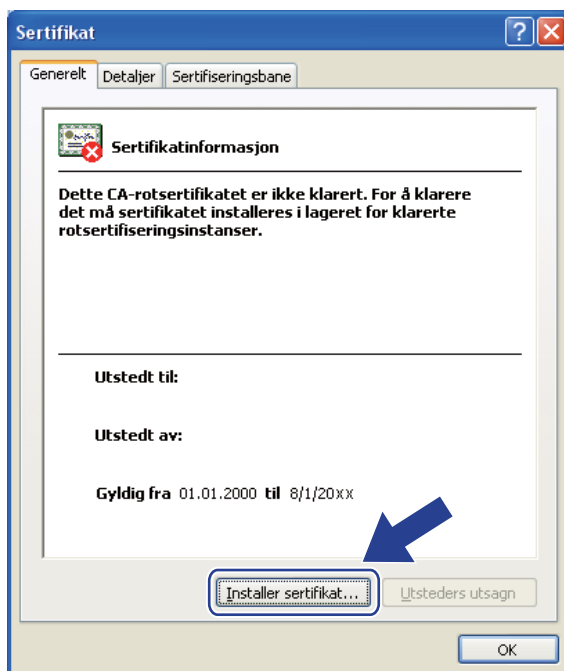 Sertifikat
Generelt Detaljer Sertifiseringsbane
Sertifikatinformasjon
Dette CA-rotsertifikatet er ikke klarert. For å klarere
det må sertifikatet installeres i lageret for klarerte
rotsertifiseringsinstanser.
Utstedt til:
Utstedt av:
Gyldig fra 01.01.2000 til 8/1/20xx
Installer sertifikat... Utsteders utsagn
OK